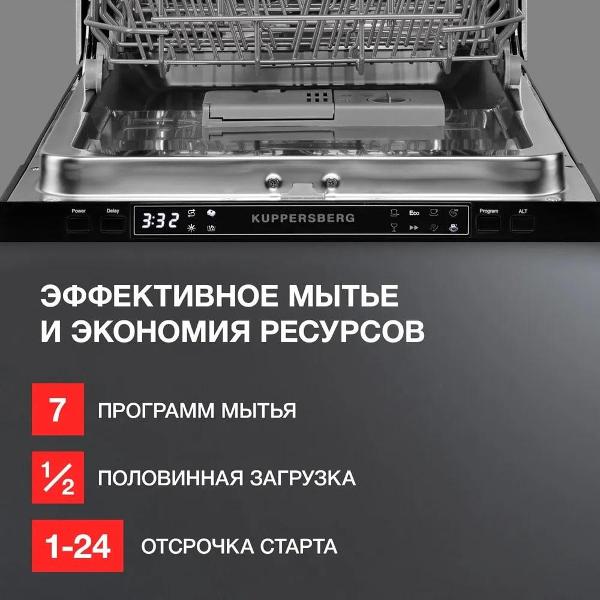 Power Delay 3:32 KUPPERSBERG Eco Program ALT
ЭФФЕКТИВНОЕ МЫТЬЕ
И ЭКОНОМИЯ РЕСУРСОВ
7 ПРОГРАММ МЫТЬЯ
1/2 ПОЛОВИННАЯ ЗАГРУЗКА
1-24 ОТСРОЧКА СТАРТА